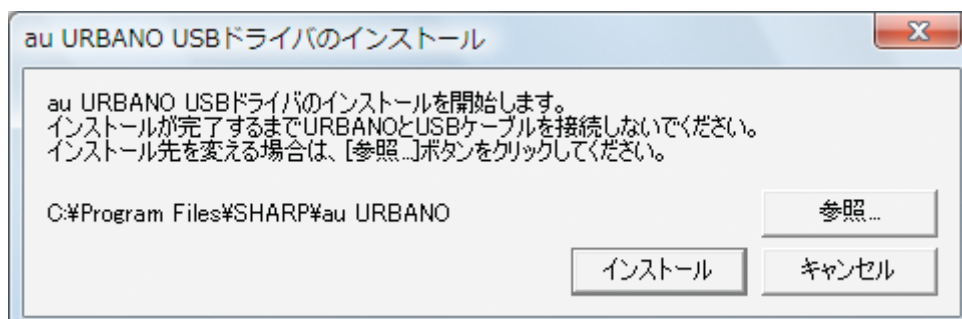 au URBANO USBドライバのインストール
au URBANO USBドライバのインストールを開始します。
インストールが完了するまでURBANOとUSBケーブルを接続しないでください。
インストール先を変える場合は、[参照...]ボタンをクリックしてください。
C:¥Program Files¥SHARP¥au URBANO
参照...
インストール
キャンセル